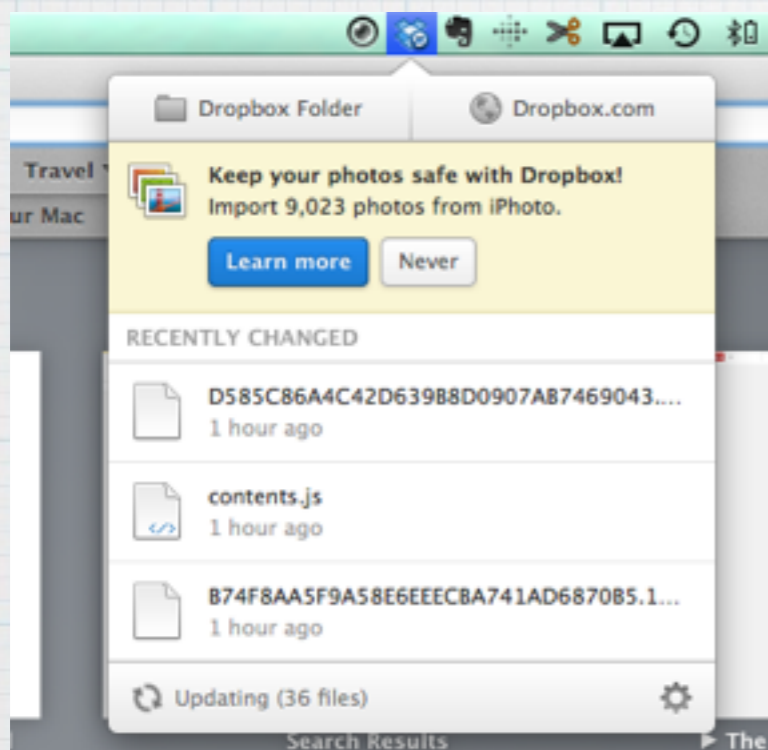 Dropbox Folder
Dropbox.com
Travel
Keep your photos safe with Dropbox!
ur Mac
Import 9,023 photos from iPhoto.
Learn more
Never
RECENTLY CHANGED
D585C86A4C42D639B8D0907AB7469043....
1 hour ago
contents.js
1 hour ago
B74F8AA5F9A58E6EEECBA741AD6870B5.1...
1 hour ago
Updating (36 files)
Search Results
The